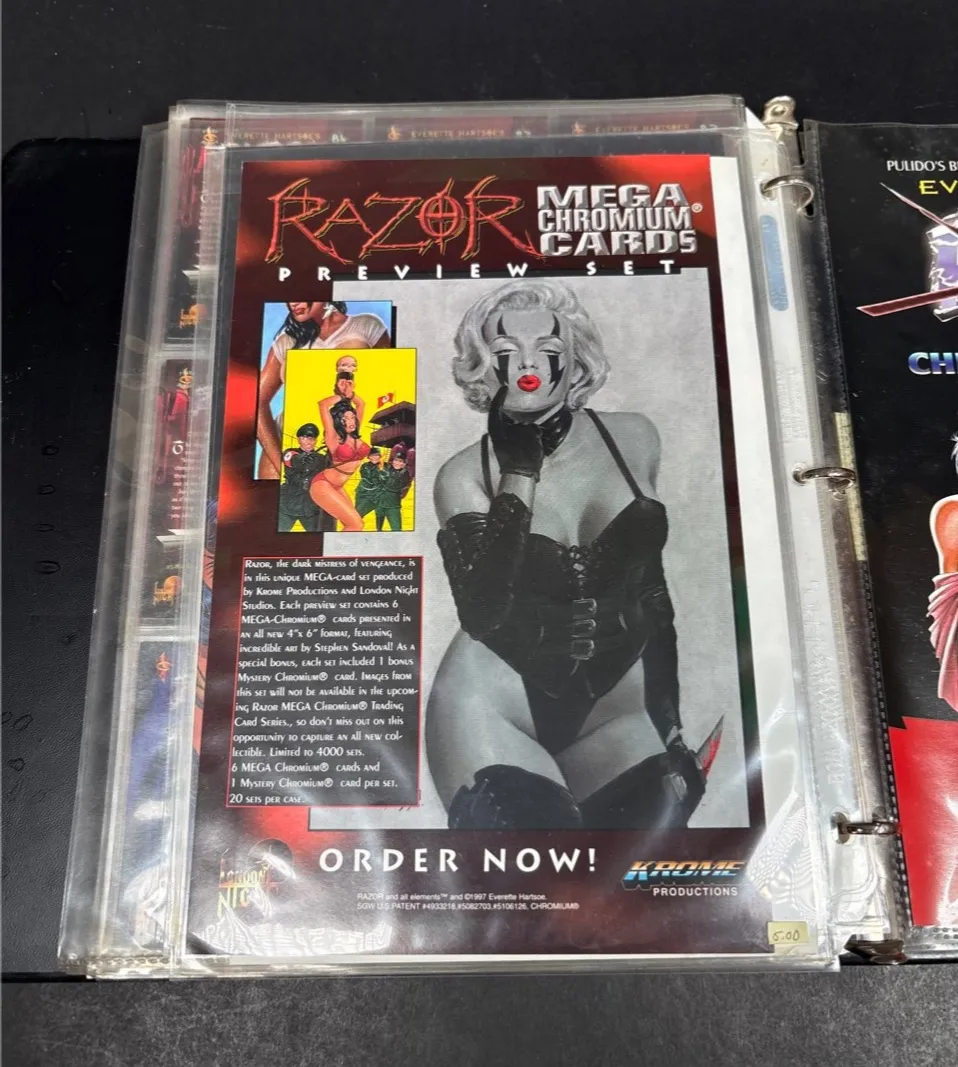 EVERETTE HARTSOE'S
EVERETTE HARTSOE'S
EVERETTE HARTSOE'S
RAZOR MEGA
CHROMIUM®
CARDS
PREVIEW SET
Razor, the dark mistress of vengeance, is
in this unique MEGA-card set produced
by Krome Productions and London Night
Studios. Each preview set contains 6
MEGA-Chromium® cards presented in
an all new 4"x 6" format, featuring
incredible art by Stephen Sandoval! As a
special bonus, each set included 1 bonus
Mystery Chromium® card. Images from
this set will not be available in the upcom-
ing Razor MEGA Chromium® Trading
Card Series., so don't miss out on this
opportunity to capture an all new col-
lectible. Limited to 4000 sets.
6 MEGA Chromium® cards and
1 Mystery Chromium® card per set.
20 sets per case.
ORDER NOW!
LONDON
KROME
PRODUCTIONS
RAZOR and all elements™ and ©1997 Everette Hartsoe.
SGW U.S PATENT #4933218,#5082703,#5106126, CHROMIUM®
5.00
PULIDO'S